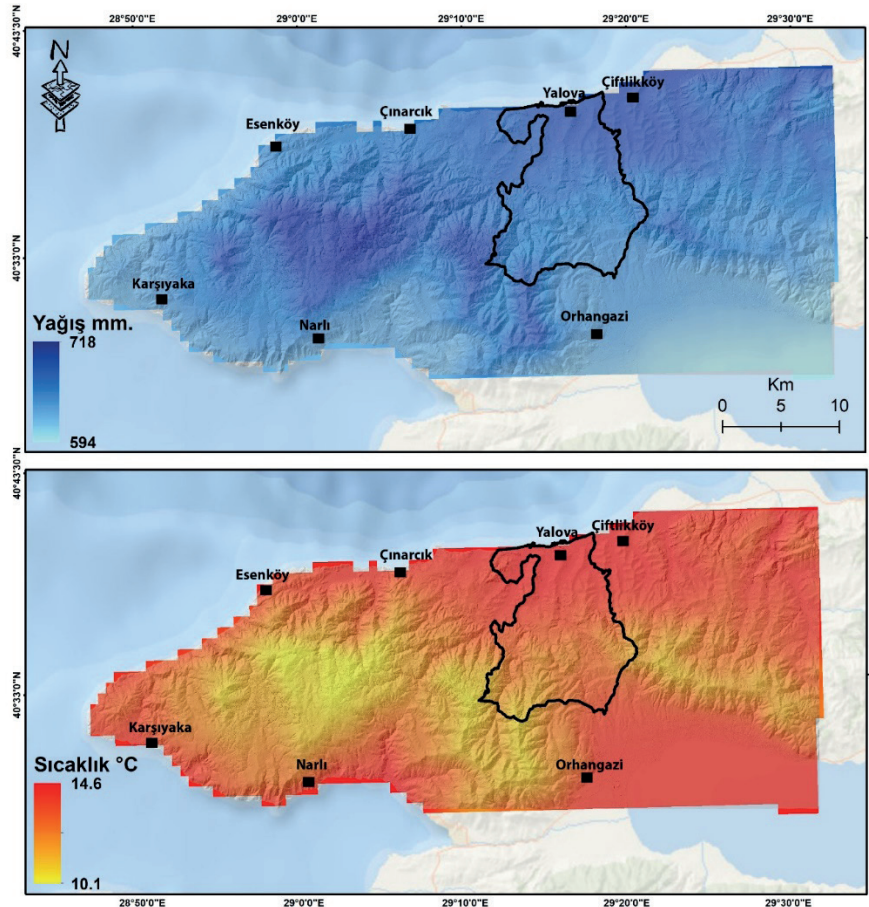 28°50'0"E 29°0'0"E 29°10'0"E 29°20'0"E 29°30'0"E
40°43'30"N
N
Esenköy
Çınarcık
Yalova
Çiftlikköy
40°33'0"N
Karşıyaka
Narlı
Orhangazi
Yağış mm.
718
594
Km
0 5 10
40°43'30"N
Esenköy
Çınarcık
Yalova
Çiftlikköy
40°33'0"N
Karşıyaka
Narlı
Orhangazi
Sıcaklık °C
14.6
10.1
28°50'0"E 29°0'0"E 29°10'0"E 29°20'0"E 29°30'0"E